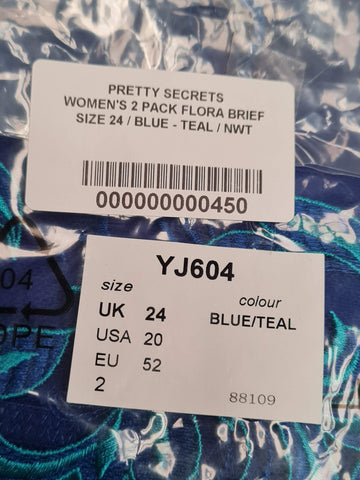 PRETTY SECRETS
WOMEN'S 2 PACK FLORA BRIEF
SIZE 24 / BLUE - TEAL / NWT
000000000450
YJ604
size
colour
UK 24
BLUE/TEAL
USA 20
EU 52
2
88109
04